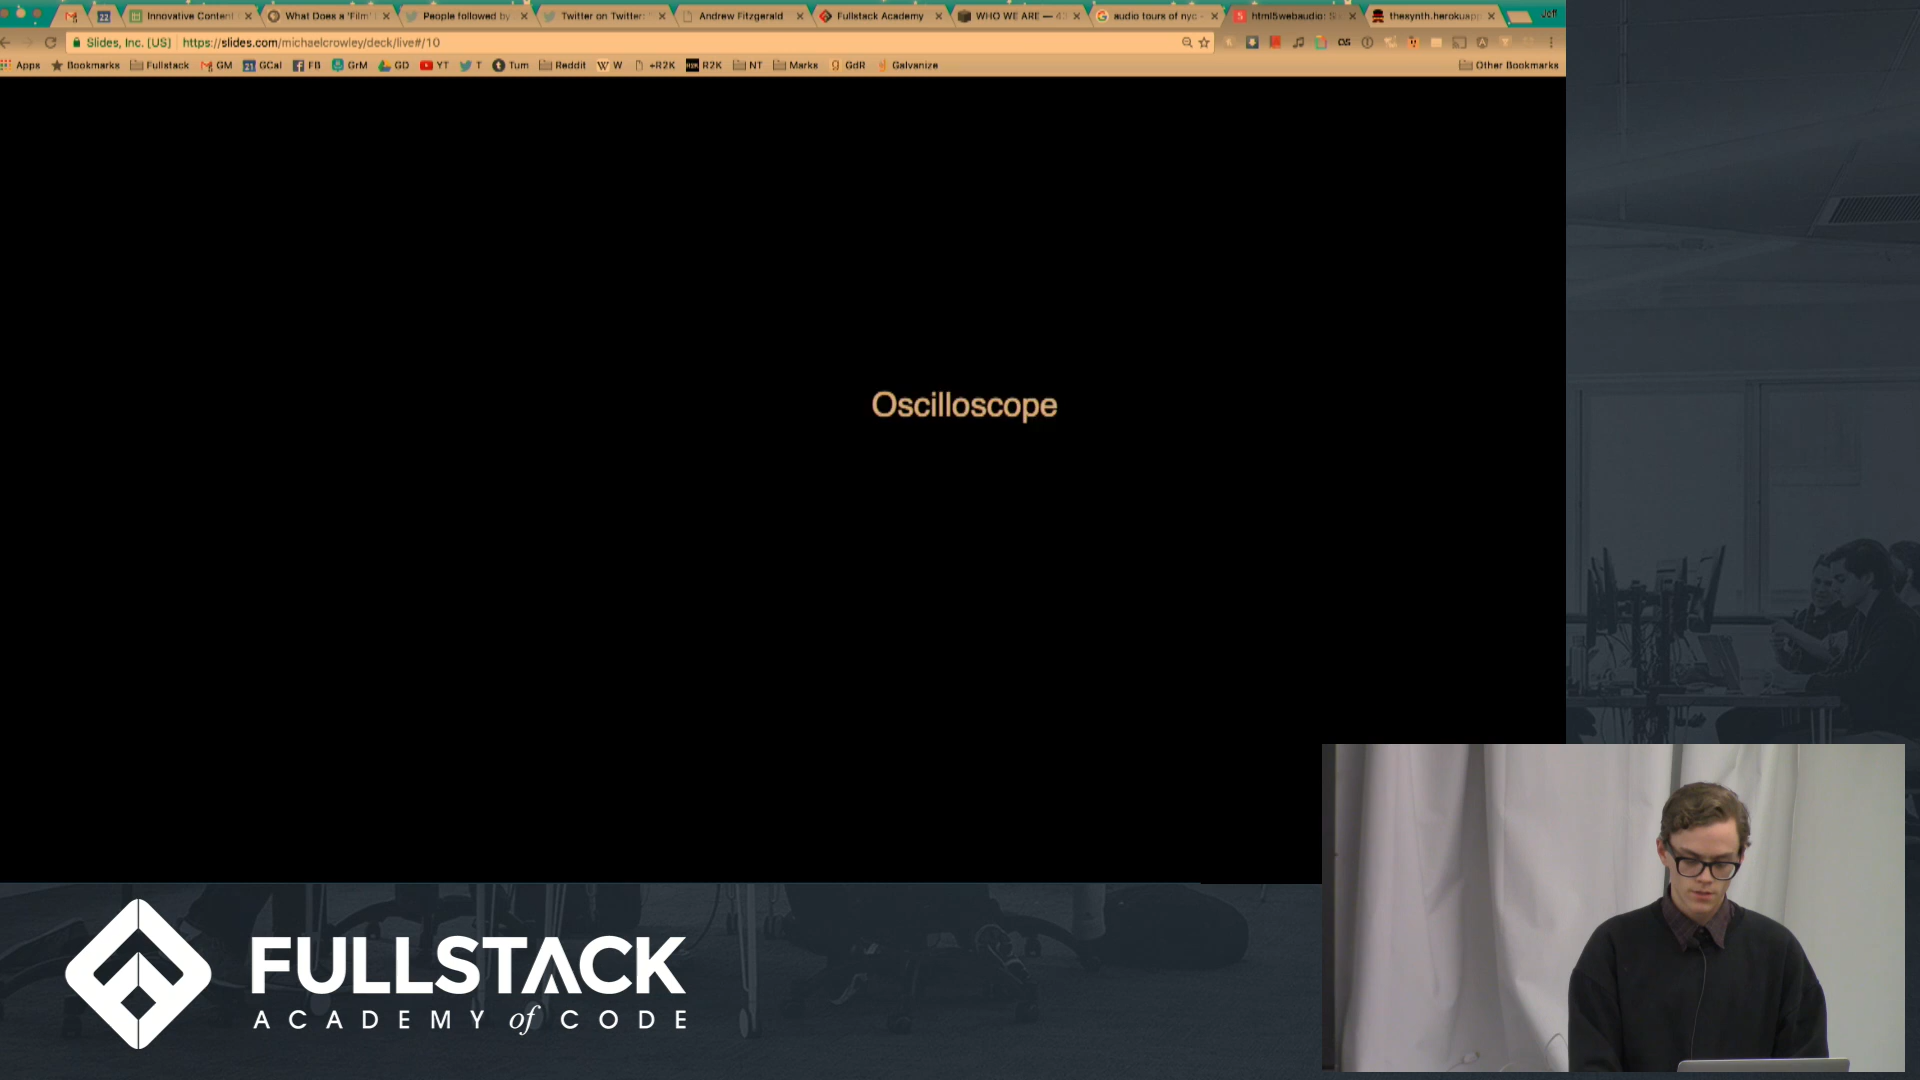 Innovative Content
What Does a 'Film'
People followed by
Twitter on Twitter:
Andrew Fitzgerald
Fullstack Academy
WHO WE ARE —
audio tours of nyc -
html5webaudio:
thesynth.herokuapp
Jeff
Slides, Inc. [US] https://slides.com/michaelcrowley/deck/live#/10
Apps Bookmarks Fullstack GM 21 GCal FB GrM GD YT T Tum Reddit W W +R2K R2K NT Marks GdR Galvanize Other Bookmarks
Oscilloscope
FULLSTACK
ACADEMY of CODE